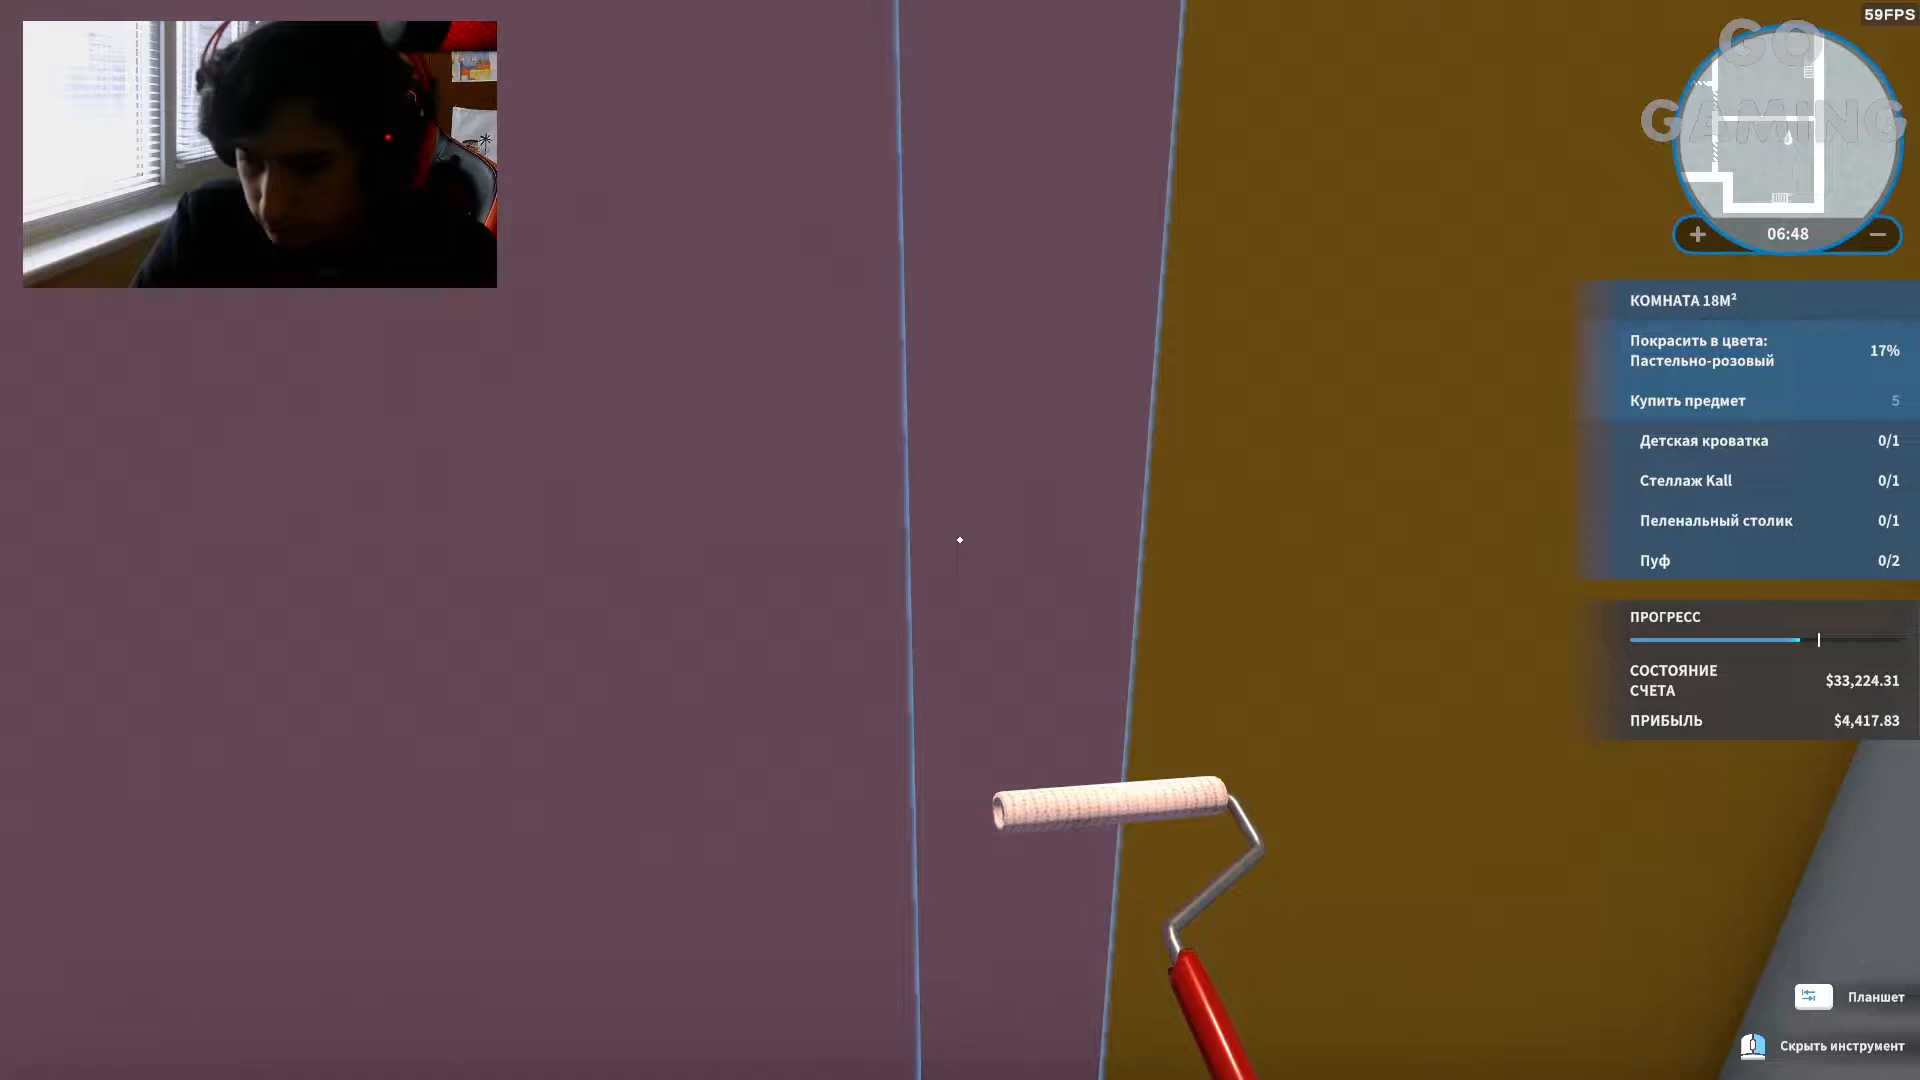 59FPS
GO
GAMING
06:48
КОМНАТА 18М²
Покрасить в цвета:
Пастельно-розовый
17%
Купить предмет 5
Детская кроватка 0/1
Стеллаж Kall 0/1
Пеленальный столик 0/1
Пуф 0/2
ПРОГРЕСС
СОСТОЯНИЕ
СЧЕТА
$33,224.31
ПРИБЫЛЬ $4,417.83
Планшет
Скрыть инструмент